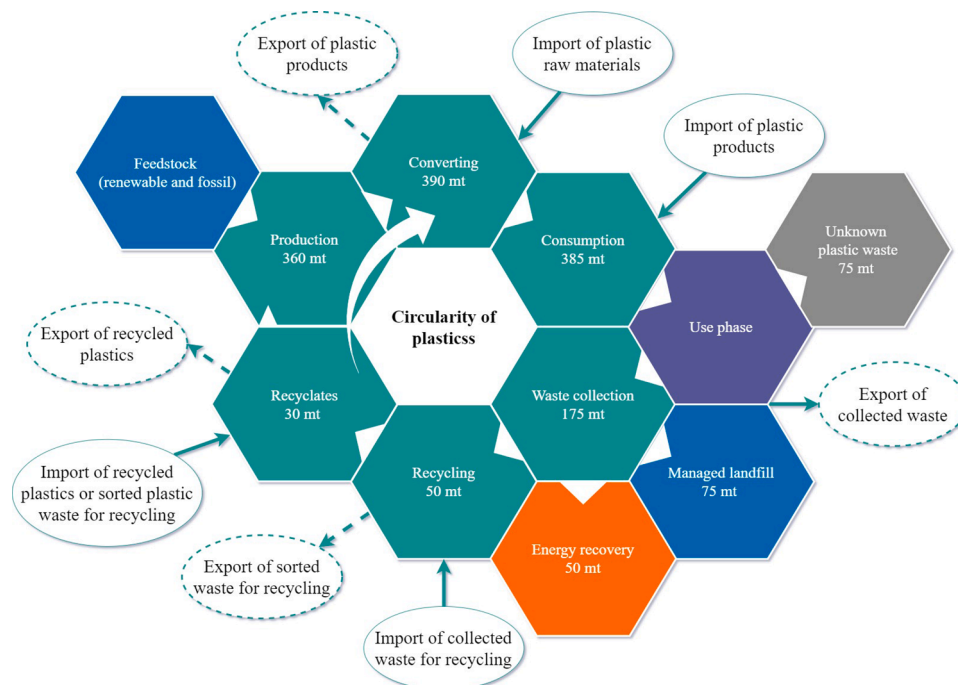 Export of plastic
products
Import of plastic
raw materials
Feedstock
(renewable and fossil)
Converting
390 mt
Import of plastic
products
Production
360 mt
Consumption
385 mt
Unknown
plastic waste
75 mt
Export of recycled
plastics
Circularity of
plasticss
Use phase
Recyclates
30 mt
Waste collection
175 mt
Export of
collected waste
Import of recycled
plastics or sorted plastic
waste for recycling
Recycling
50 mt
Managed landfill
75 mt
Export of sorted
waste for recycling
Energy recovery
50 mt
Import of collected
waste for recycling